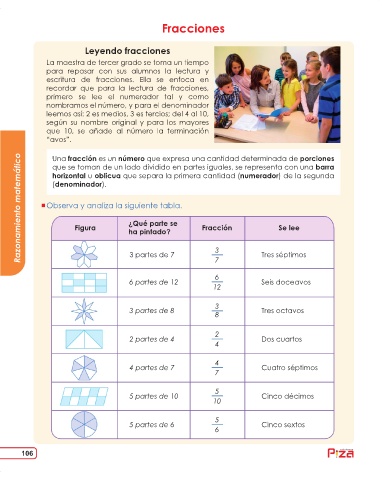 Fracciones
Leyendo fracciones
La maestra de tercer grado se toma un tiempo
para repasar con sus alumnos la lectura y
escritura de fracciones. Ella se enfoca en
recordar que para la lectura de fracciones,
primero se lee el numerador tal y como
nombramos el número, y para el denominador
leemos así: 2 es medios, 3 es tercios; del 4 al 10,
según su nombre original y para los mayores
que 10, se añade al número la terminación
"avos".
Una fracción es un número que expresa una cantidad determinada de porciones
que se toman de un todo dividido en partes iguales, se representa con una barra
horizontal u oblicua que separa la primera cantidad (numerador) de la segunda
(denominador).
Observa y analiza la siguiente tabla.
Figura ¿Qué parte se ha pintado? Fracción Se lee
3 partes de 7 3/7 Tres séptimos
6 partes de 12 6/12 Seis doceavos
3 partes de 8 3/8 Tres octavos
2 partes de 4 2/4 Dos cuartos
4 partes de 7 4/7 Cuatro séptimos
5 partes de 10 5/10 Cinco décimos
5 partes de 6 5/6 Cinco sextos
Razonamiento matemático
106